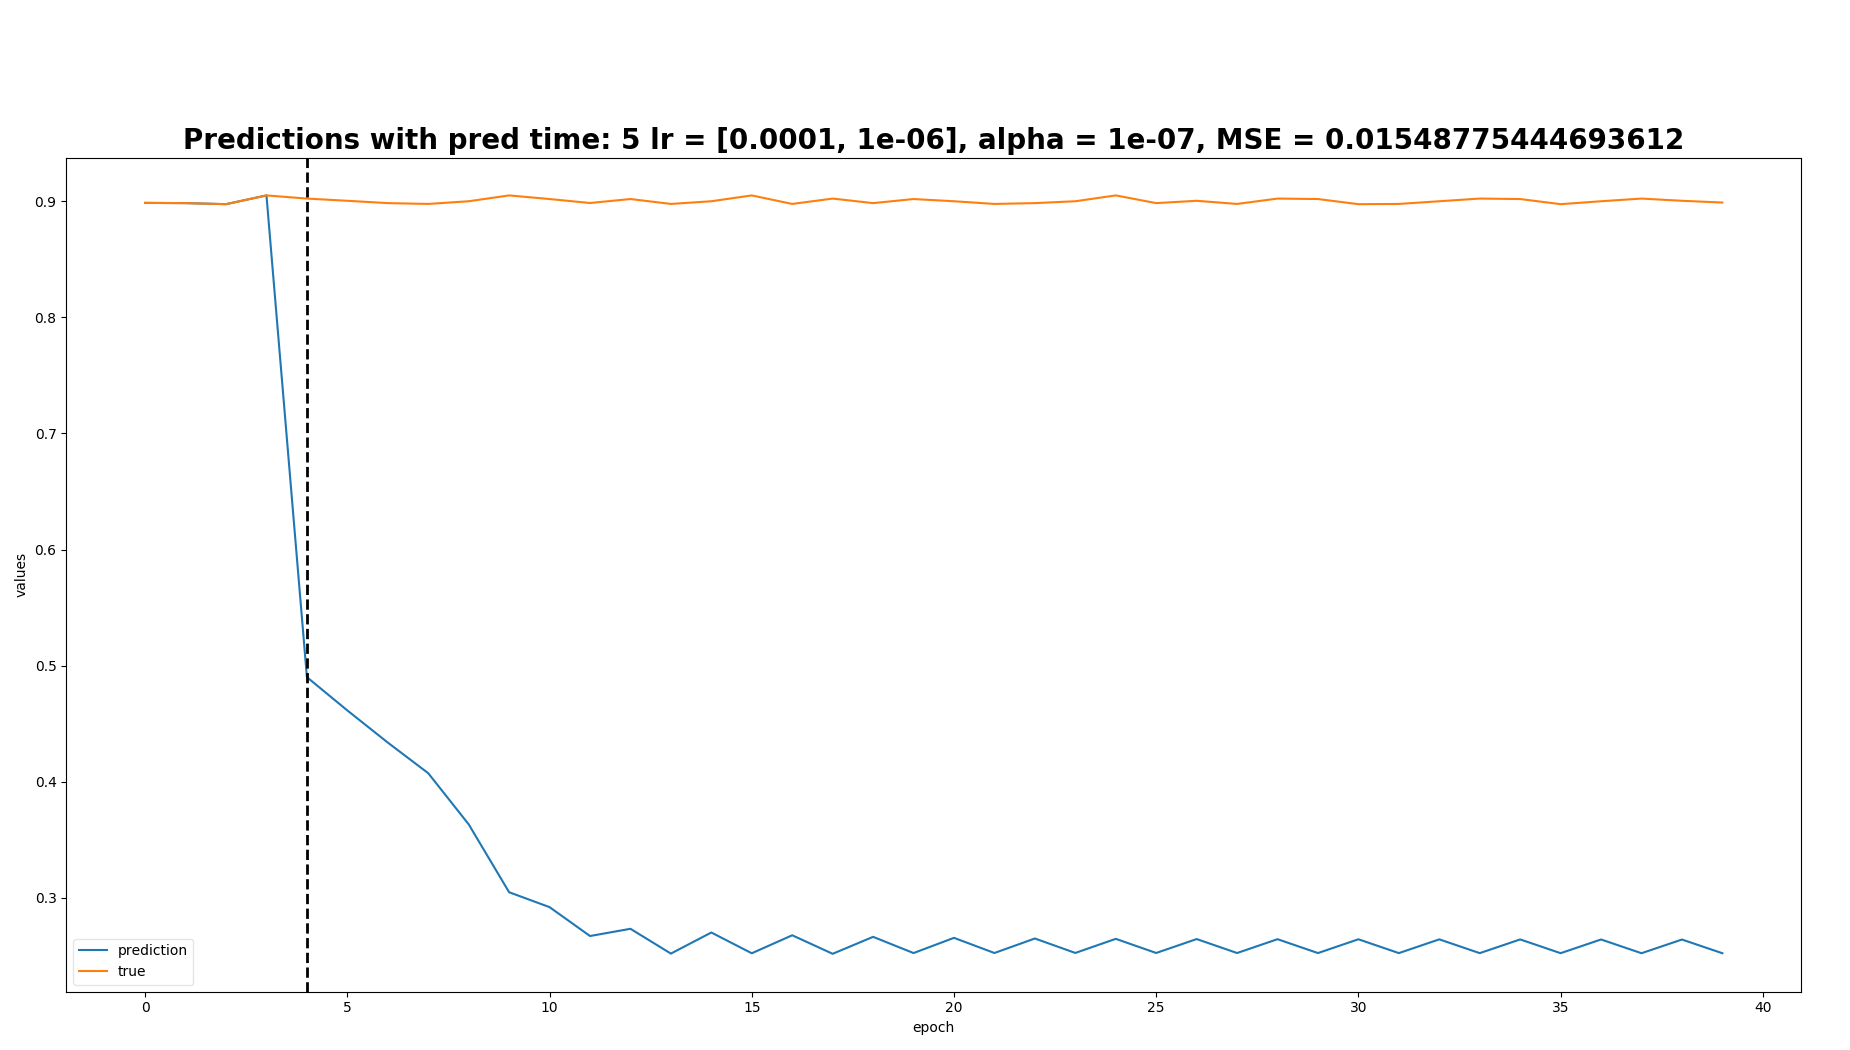 Predictions with pred time: 5 lr = [0.0001, 1e-06], alpha = 1e-07, MSE = 0.01548775444693612
0.9
0.8
0.7
0.6
0.5
0.4
0.3
values
prediction
true
0 5 10 15 20 25 30 35 40
epoch